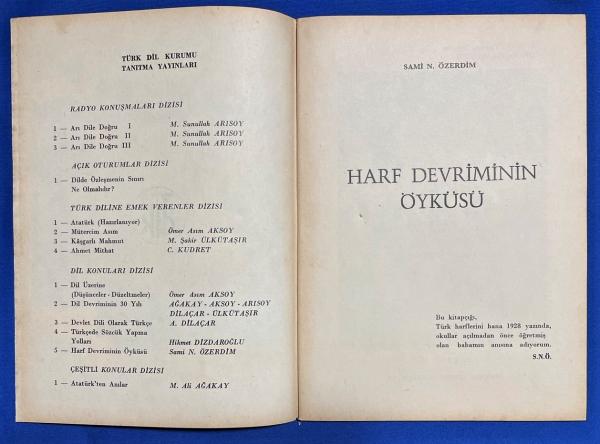 TÜRK DİL KURUMU
TANITMA YAYINLARI
RADYO KONUŞMALARI DİZİSİ
1 — Arı Dile Doğru I M. Sunullah ARISOY
2 — Arı Dile Doğru II M. Sunullah ARISOY
3 — Arı Dile Doğru III M. Sunullah ARISOY
AÇIK OTURUMLAR DİZİSİ
1 — Dilde Özleşmenin Sınırı
Ne Olmalıdır?
TÜRK DİLİNE EMEK VERENLER DİZİSİ
1 — Atatürk (Hazırlanıyor)
2 — Mütercim Asım Ömer Asım AKSOY
3 — Kâşgarlı Mahmut M. Şakir ÜLKÜTAŞIR
4 — Ahmet Mithat C. KUDRET
DİL KONULARI DİZİSİ
1 — Dil Üzerine
(Düşünceler - Düzeltmeler) Ömer Asım AKSOY
2 — Dil Devriminin 30 Yılı AĞAKAY - AKSOY - ARISOY
DİLAÇAR - ÜLKÜTAŞIR
3 — Devlet Dili Olarak Türkçe A. DİLAÇAR
4 — Türkçede Sözcük Yapma
Yolları Hikmet DİZDAROĞLU
5 — Harf Devriminin Öyküsü Sami N. ÖZERDİM
ÇEŞİTLİ KONULAR DİZİSİ
1 — Atatürk'ten Anılar M. Ali AĞAKAY
SAMİ N. ÖZERDİM
HARF DEVRİMİNİN
ÖYKÜSÜ
Bu kitapçığı,
Türk harflerini bana 1928 yazında,
okullar açılmadan önce öğretmiş
olan babamın anısına adıyorum.
S.N.Ö.